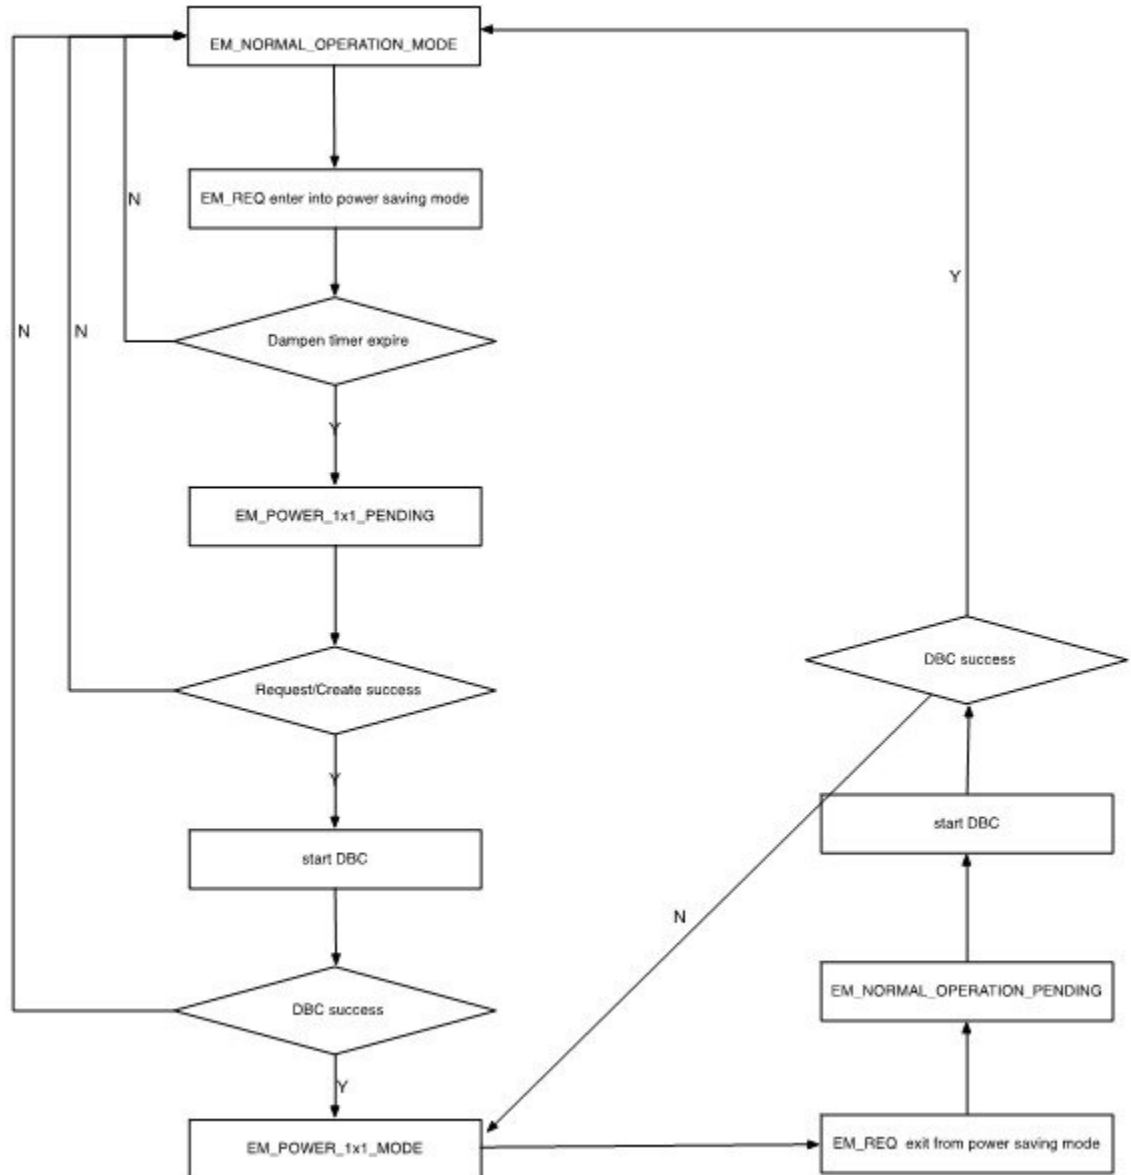 EM_NORMAL_OPERATION_MODE
EM_REQ enter into power saving mode
N
Y
N
N
Dampen timer expire
Y
EM_POWER_1x1_PENDING
DBC success
Request/Create success
Y
start DBC
start DBC
N
EM_NORMAL_OPERATION_PENDING
DBC success
Y
EM_POWER_1x1_MODE
EM_REQ exit from power saving mode